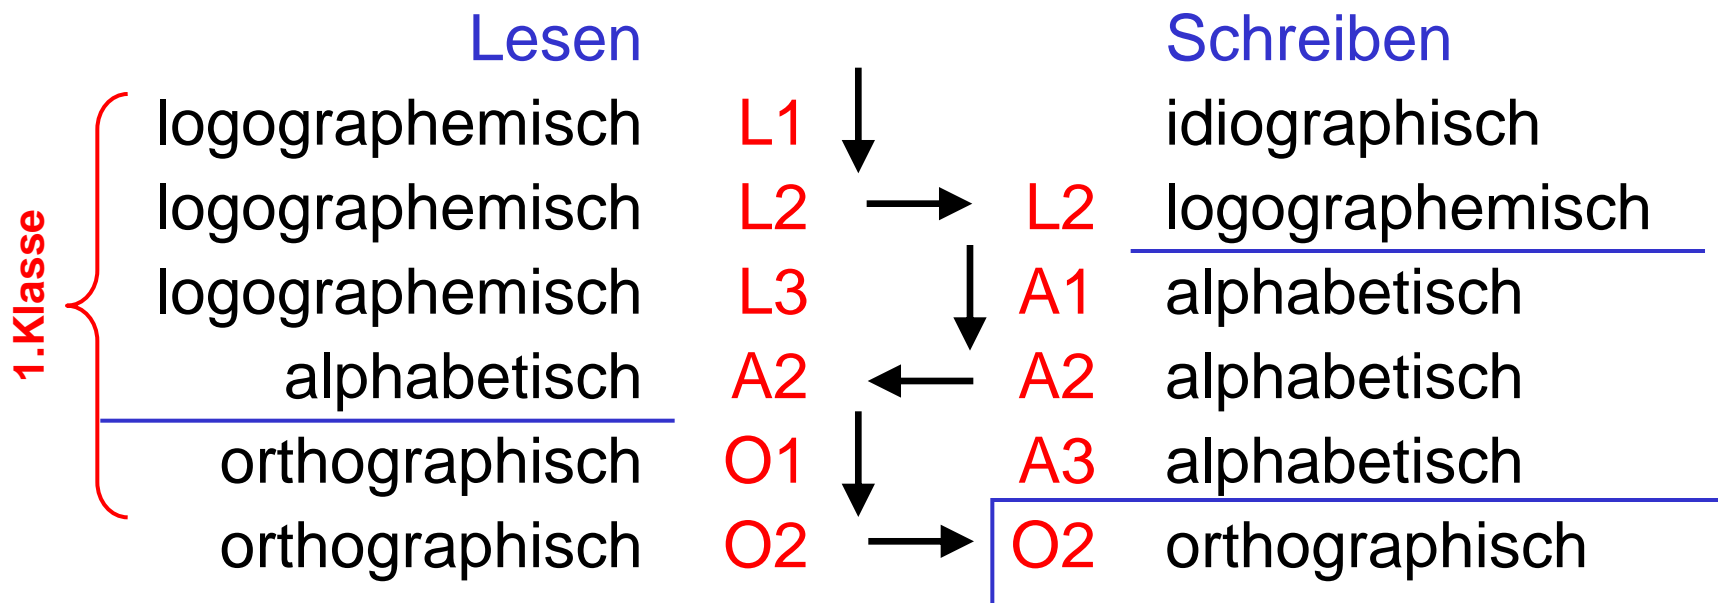 Lesen Schreiben
logographemisch L1 idiographisch
logographemisch L2 L2 logographemisch
logographemisch L3 A1 alphabetisch
alphabetisch A2 A2 alphabetisch
orthographisch O1 A3 alphabetisch
orthographisch O2 O2 orthographisch
1.Klasse